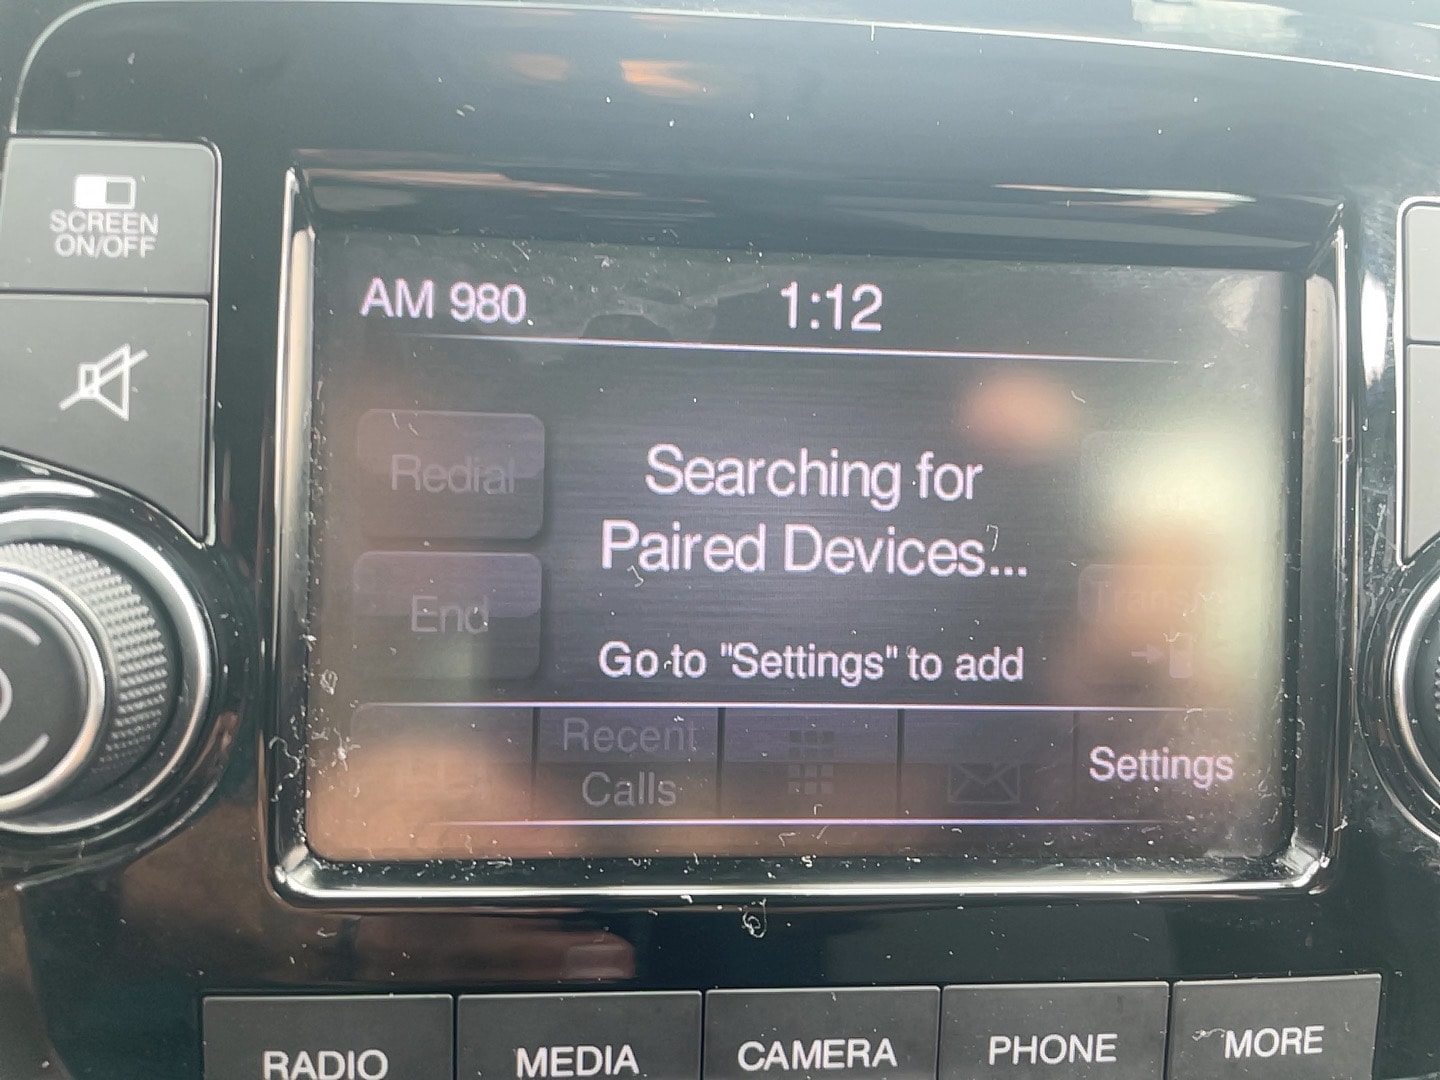 SCREEN
ON/OFF
AM 980
1:12
Redial
Searching for
Paired Devices...
End
Go to "Settings" to add
Recent
Calls
Settings
RADIO
MEDIA
CAMERA
PHONE
MORE